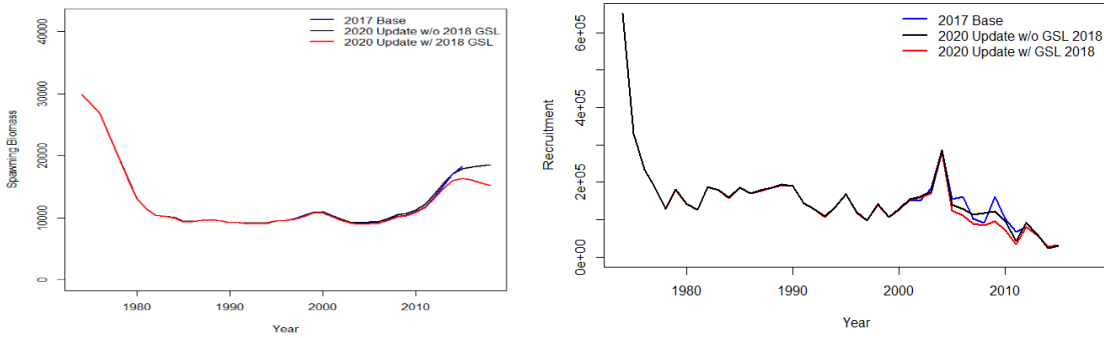 2017 Base
2020 Update w/o 2018 GSL
2020 Update w/ 2018 GSL
40000
30000
20000
10000
0
Spawning Biomass
1980
1990
2000
2010
Year
2017 Base
2020 Update w/o GSL 2018
2020 Update w/ GSL 2018
6e+05
4e+05
2e+05
0e+00
Recruitment
1980
1990
2000
2010
Year